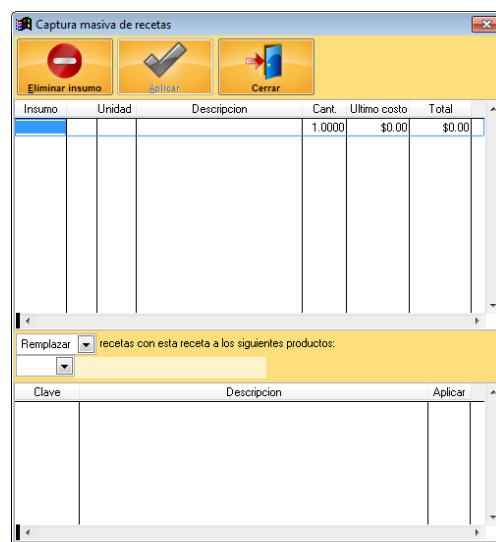 Captura masiva de recetas
Eliminar insumo Aplicar Cerrar
Insumo Unidad Descripcion Cant. Ultimo costo Total
1.0000 $0.00 $0.00
Remplazar recetas con esta receta a los siguientes productos:
Clave Descripcion Aplicar